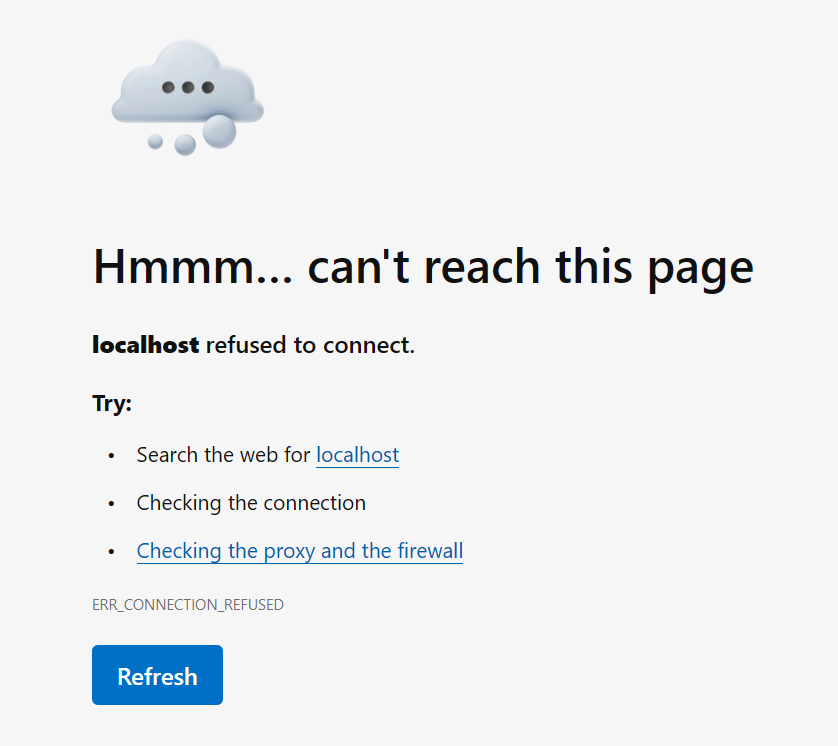 Hmmm... can't reach this page
localhost refused to connect.
Try:
• Search the web for localhost
• Checking the connection
• Checking the proxy and the firewall
ERR_CONNECTION_REFUSED
Refresh